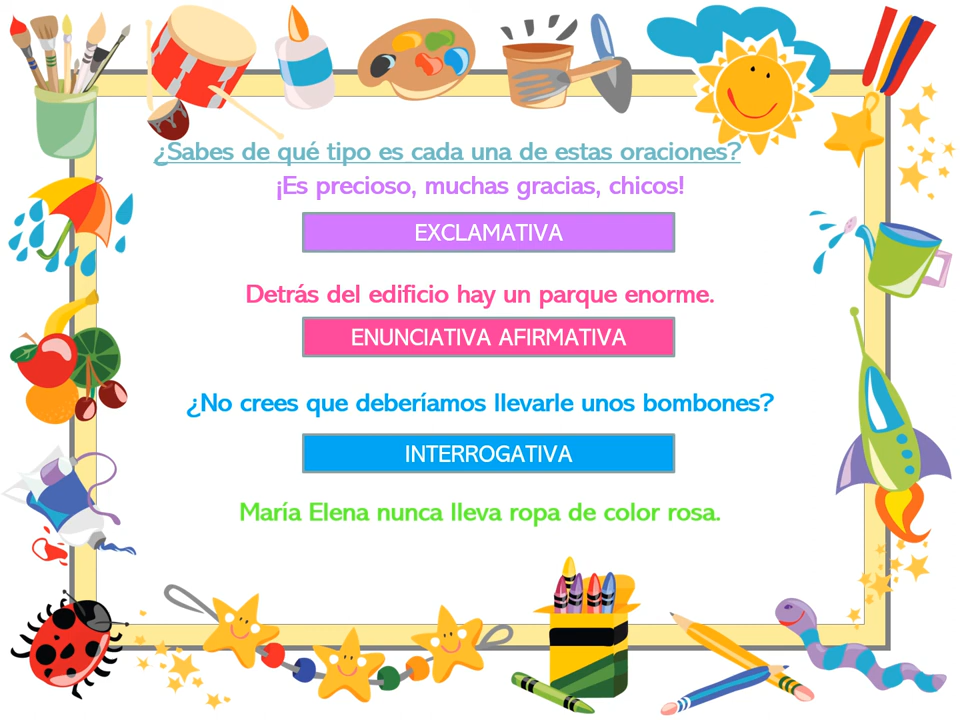 ¿Sabes de qué tipo es cada una de estas oraciones?
¡Es precioso, muchas gracias, chicos!
EXCLAMATIVA
Detrás del edificio hay un parque enorme.
ENUNCIATIVA AFIRMATIVA
¿No crees que deberíamos llevarle unos bombones?
INTERROGATIVA
María Elena nunca lleva ropa de color rosa.